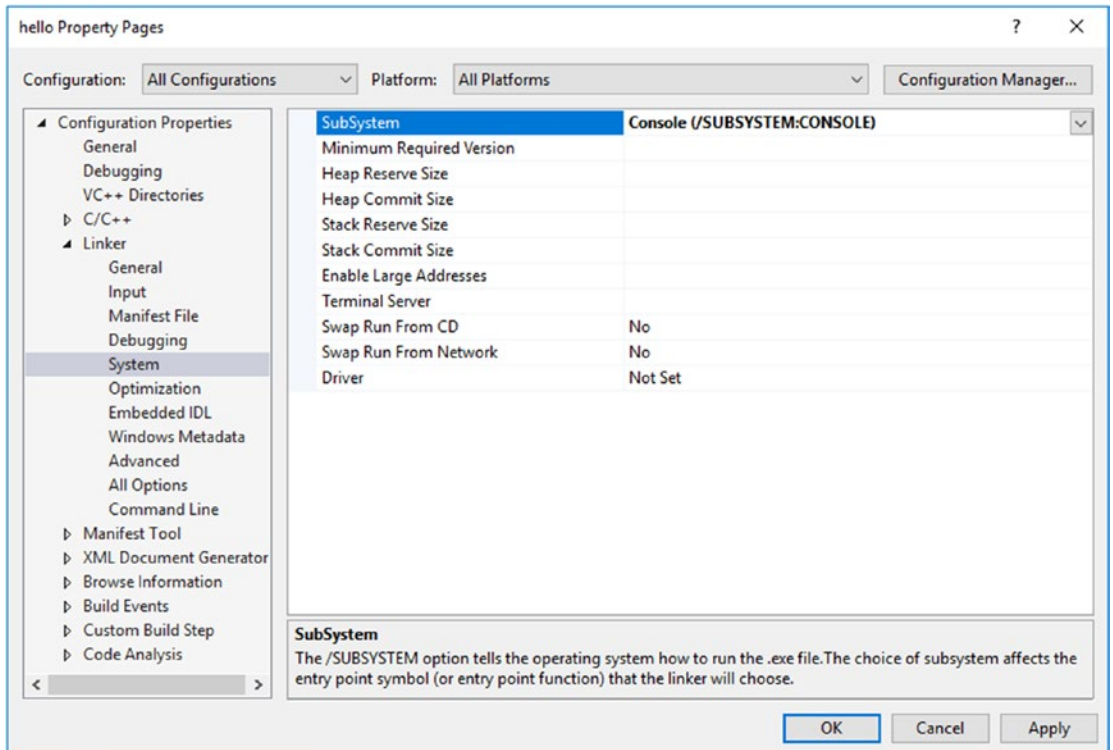 hello Property Pages
?
Configuration: All Configurations Platform: All Platforms Configuration Manager...
Configuration Properties
General
Debugging
VC++ Directories
C/C++
Linker
General
Input
Manifest File
Debugging
System
Optimization
Embedded IDL
Windows Metadata
Advanced
All Options
Command Line
Manifest Tool
XML Document Generator
Browse Information
Build Events
Custom Build Step
Code Analysis
SubSystem Console (/SUBSYSTEM:CONSOLE)
Minimum Required Version
Heap Reserve Size
Heap Commit Size
Stack Reserve Size
Stack Commit Size
Enable Large Addresses
Terminal Server
Swap Run From CD No
Swap Run From Network No
Driver Not Set
SubSystem
The /SUBSYSTEM option tells the operating system how to run the .exe file.The choice of subsystem affects the
entry point symbol (or entry point function) that the linker will choose.
OK Cancel Apply